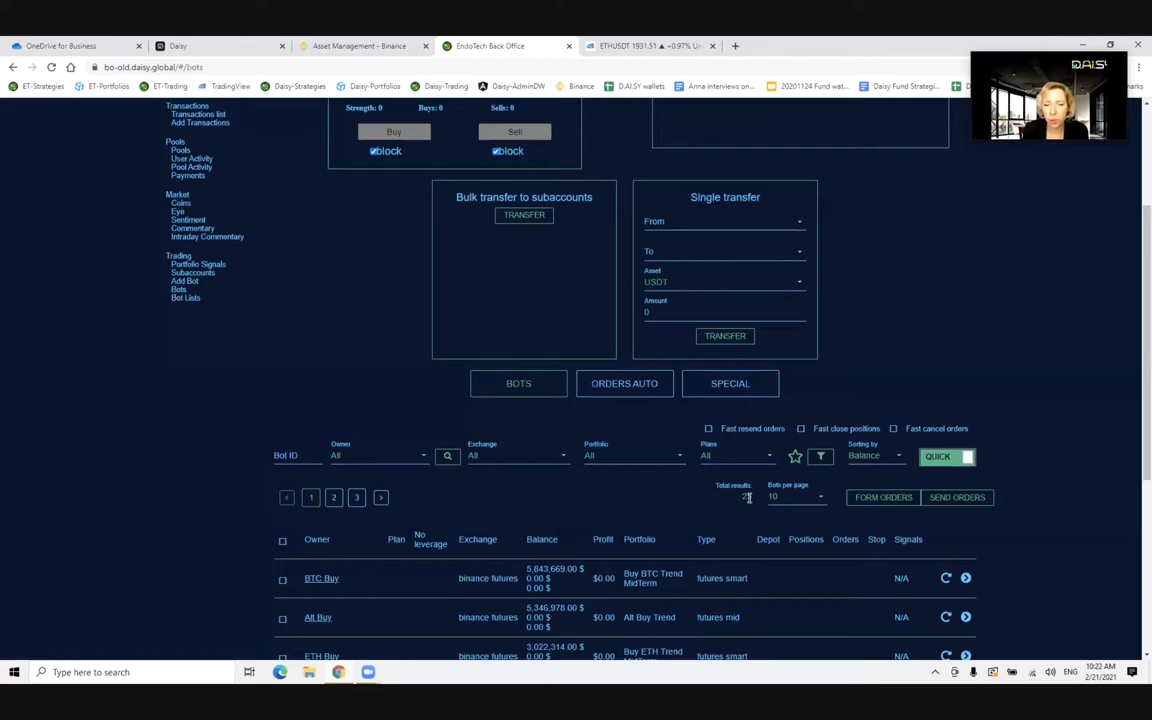 OneDrive for Business
Daisy
Asset Management - Binance
EndoTech Back Office
ETHUSDT 1931.51 ▲ +0.97% Un
bo-old.daisy.global/#/bots
ET-Strategies
ET-Portfolios
ET-Trading
TradingView
Daisy-Strategies
Daisy-Portfolios
Daisy-Trading
Daisy-AdminDW
Binance
D.AI.SY wallets
Anna interviews on...
20201124 Fund wat...
Daisy Fund Strategi...
marks
D.A.I.SY
Transactions
Transactions list
Add Transactions
Pools
Pools
User Activity
Pool Activity
Payments
Market
Coins
Eye
Sentiment
Commentary
Intraday Commentary
Trading
Portfolio Signals
Subaccounts
Add Bot
Bots
Bot Lists
Strength: 0 Buys: 0 Sells: 0
Buy Sell
block block
Bulk transfer to subaccounts
TRANSFER
Single transfer
From
To
Asset
USDT
Amount
0
TRANSFER
BOTS ORDERS AUTO SPECIAL
Fast resend orders Fast close positions Fast cancel orders
Bot ID
Owner
All
Exchange
All
Portfolio
All
Plans
All
Sorting by
Balance
QUICK
< 1 2 3 >
Total results:
Bots per page
10
FORM ORDERS SEND ORDERS
Owner Plan No leverage Exchange Balance Profit Portfolio Type Depot Positions Orders Stop Signals
BTC Buy binance futures 5,843,669.00 $ 0.00 $ 0.00 $ $0.00 Buy BTC Trend MidTerm futures smart N/A
Alt Buy binance futures 5,346,978.00 $ 0.00 $ 0.00 $ $0.00 Alt Buy Trend futures mid N/A
ETH Buy binance futures 3,022,314.00 $ 0.00 $ $0.00 Buy ETH Trend MidTerm futures smart N/A
Type here to search
ENG
10:22 AM
2/21/2021